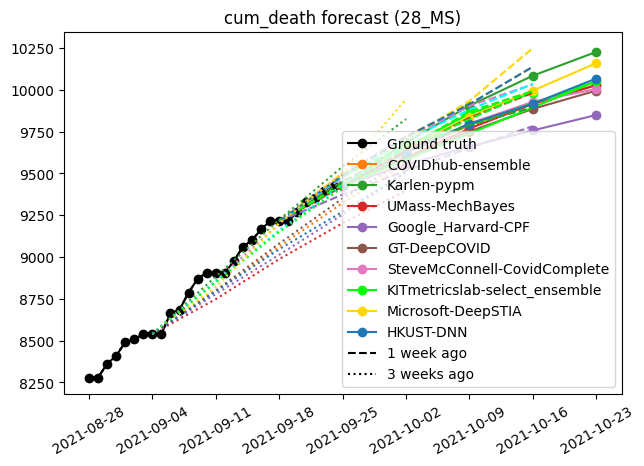 cum_death forecast (28_MS)
10250
10000
9750
9500
9250
9000
8750
8500
8250
Ground truth
COVIDhub-ensemble
Karlen-pypm
UMass-MechBayes
Google_Harvard-CPF
GT-DeepCOVID
SteveMcConnell-CovidComplete
KITmetricslab-select_ensemble
Microsoft-DeepSTIA
HKUST-DNN
1 week ago
3 weeks ago
2021-08-28
2021-09-04
2021-09-11
2021-09-18
2021-09-25
2021-10-02
2021-10-09
2021-10-16
2021-10-23